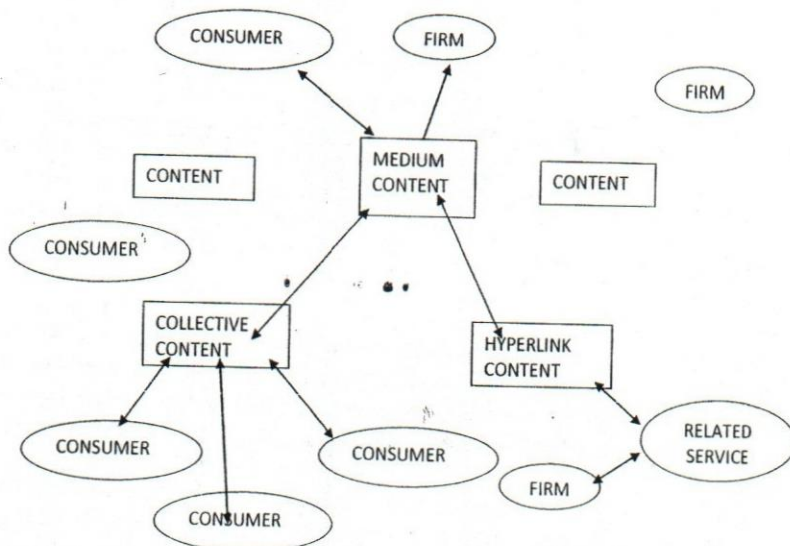 CONSUMER
FIRM
FIRM
MEDIUM
CONTENT
CONTENT
CONTENT
CONSUMER
COLLECTIVE
CONTENT
HYPERLINK
CONTENT
CONSUMER
CONSUMER
RELATED
SERVICE
FIRM
CONSUMER